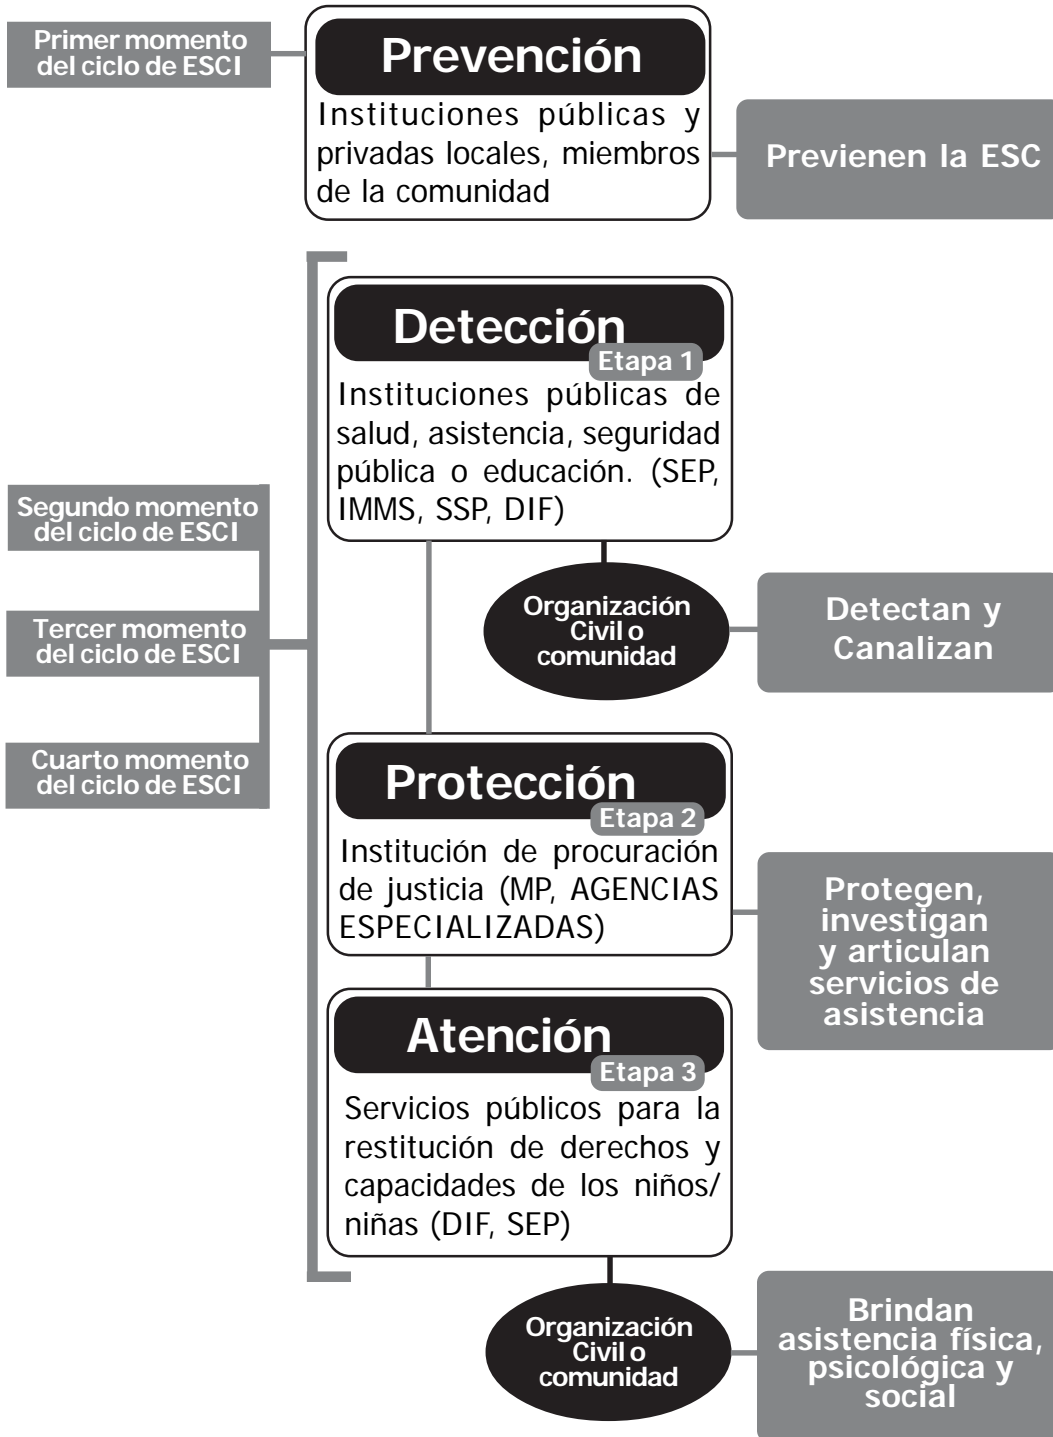 Primer momento
del ciclo de ESCI
Prevención
Instituciones públicas y
privadas locales, miembros
de la comunidad
Previenen la ESC
Detección
Etapa 1
Instituciones públicas de
salud, asistencia, seguridad
pública o educación. (SEP,
IMMS, SSP, DIF)
Segundo momento
del ciclo de ESCI
Tercer momento
del ciclo de ESCI
Cuarto momento
del ciclo de ESCI
Organización
Civil o
comunidad
Detectan y
Canalizan
Protección
Etapa 2
Institución de procuración
de justicia (MP, AGENCIAS
ESPECIALIZADAS)
Protegen,
investigan
y articulan
servicios de
asistencia
Atención
Etapa 3
Servicios públicos para la
restitución de derechos y
capacidades de los niños/
niñas (DIF, SEP)
Organización
Civil o
comunidad
Brindan
asistencia física,
psicológica y
social